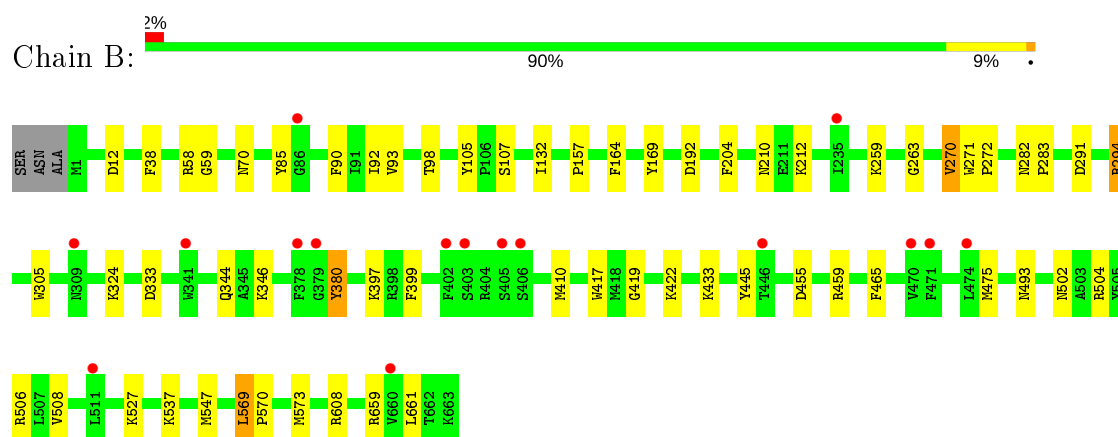 2%
Chain B:
90% 9% •
SER ASN ALA M1 D12 F38 R58 G59 N70 Y85 G86 F90 I91 I92 V93 T98 Y105 P106 S107 I132 P157 F164 Y169 D192 F204 N210 E211 K212 I235 K259 G263 V270 W271 P272 N282 P283 D291
W305 N309 K324 D333 W341 Q344 A345 K346 F378 G379 Y380 K397 R398 F399 F402 S403 R404 S405 S406 M410 W417 M418 G419 K422 K433 Y445 T446 D455 R459 F465 V470 F471 L474 M475 N493 N502 A503 R504
R506 L507 V508 L511 K527 K537 M547 L569 P570 M573 R608 R659 V660 L661 T662 K663